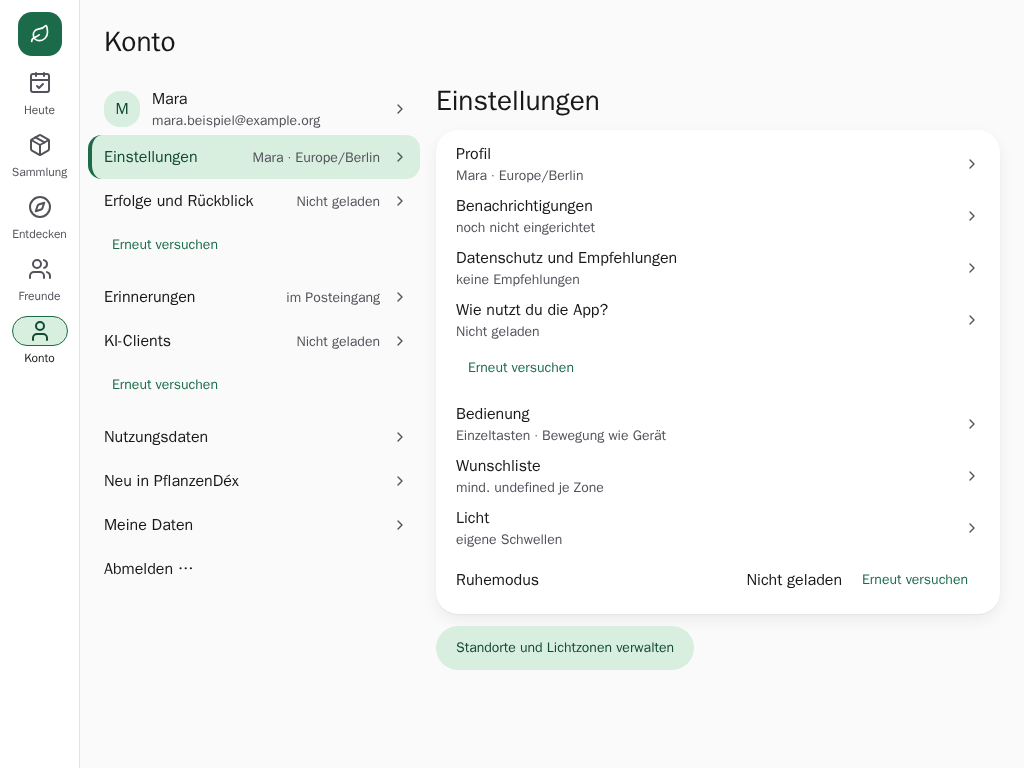 Konto
Heute
Sammlung
Entdecken
Freunde
Konto
M
Mara
mara.beispiel@example.org
Einstellungen
Mara · Europe/Berlin
Erfolge und Rückblick
Nicht geladen
Erneut versuchen
Erinnerungen
im Posteingang
KI-Clients
Nicht geladen
Erneut versuchen
Nutzungsdaten
Neu in PflanzenDéx
Meine Daten
Abmelden ···
Einstellungen
Profil
Mara · Europe/Berlin
Benachrichtigungen
noch nicht eingerichtet
Datenschutz und Empfehlungen
keine Empfehlungen
Wie nutzt du die App?
Nicht geladen
Erneut versuchen
Bedienung
Einzeltasten · Bewegung wie Gerät
Wunschliste
mind. undefined je Zone
Licht
eigene Schwellen
Ruhemodus
Nicht geladen
Erneut versuchen
Standorte und Lichtzonen verwalten